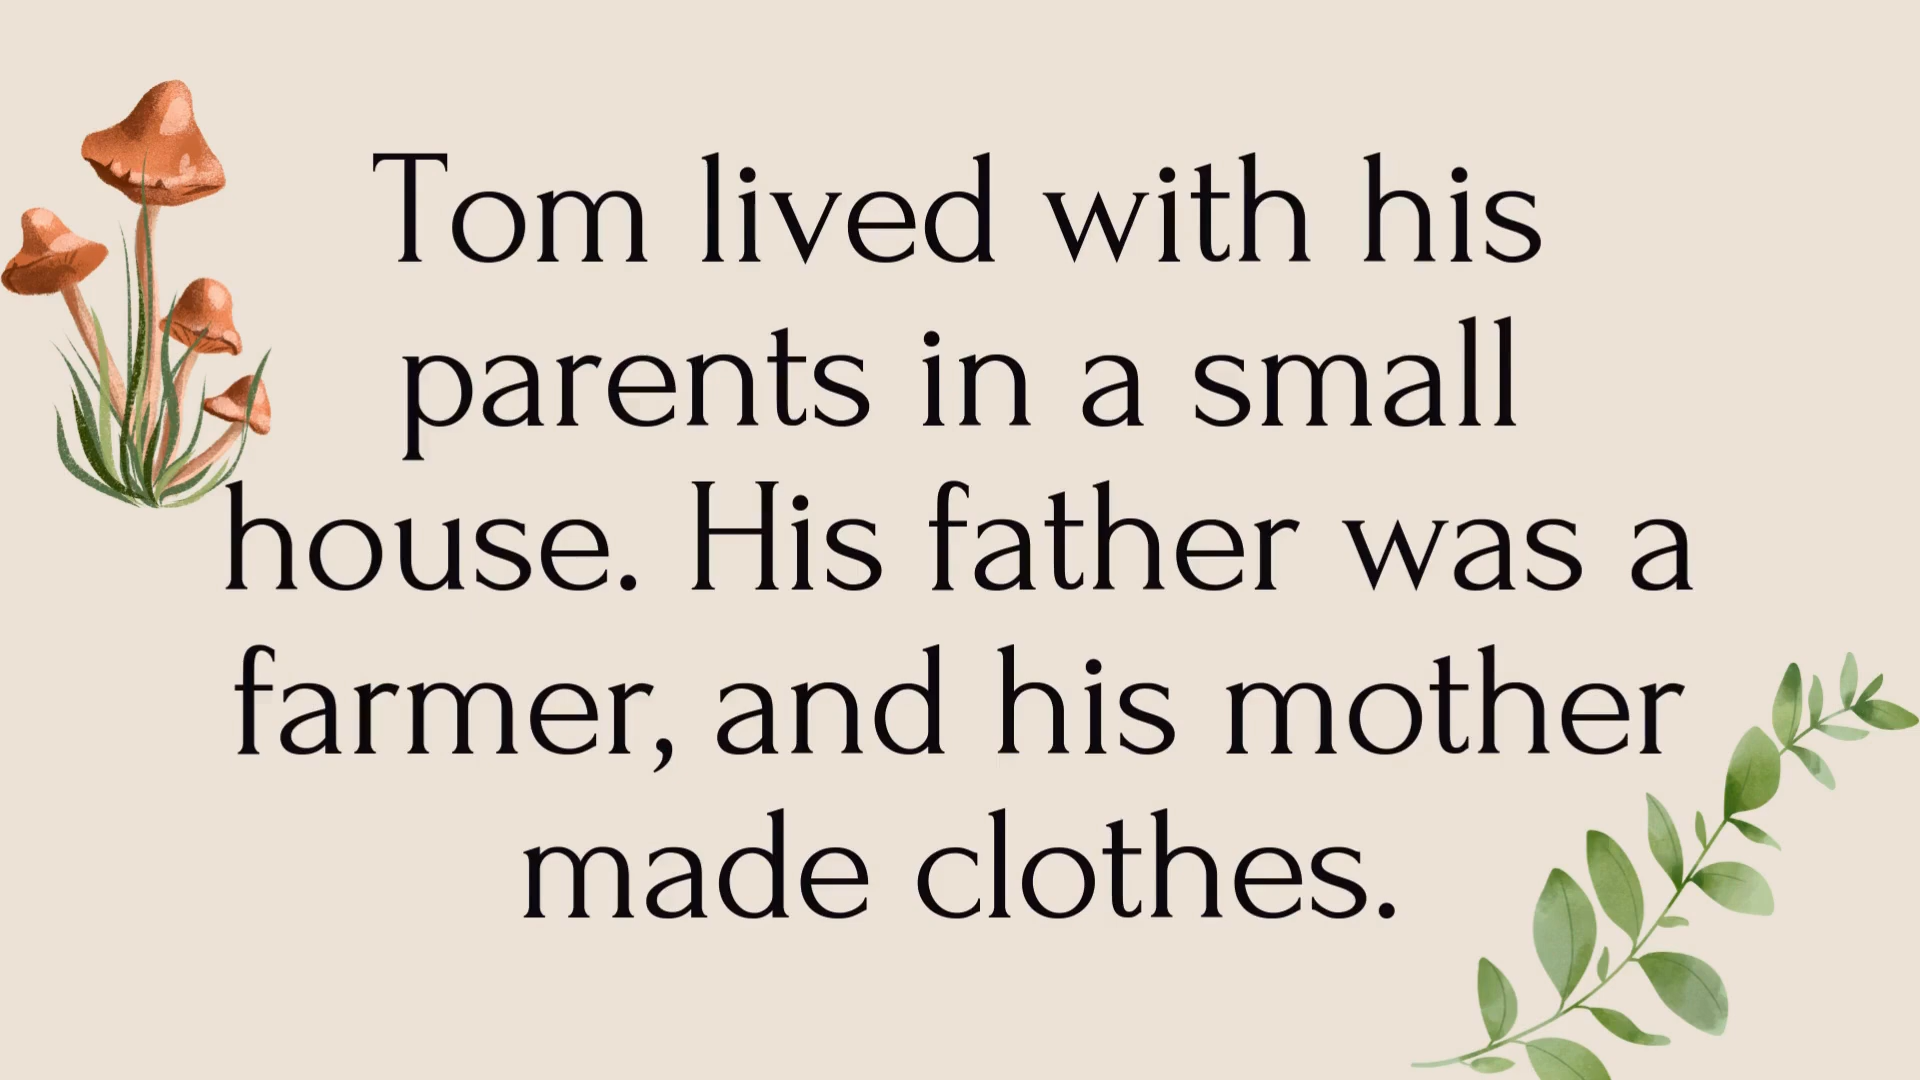 Tom lived with his
parents in a small
house. His father was a
farmer, and his mother
made clothes.